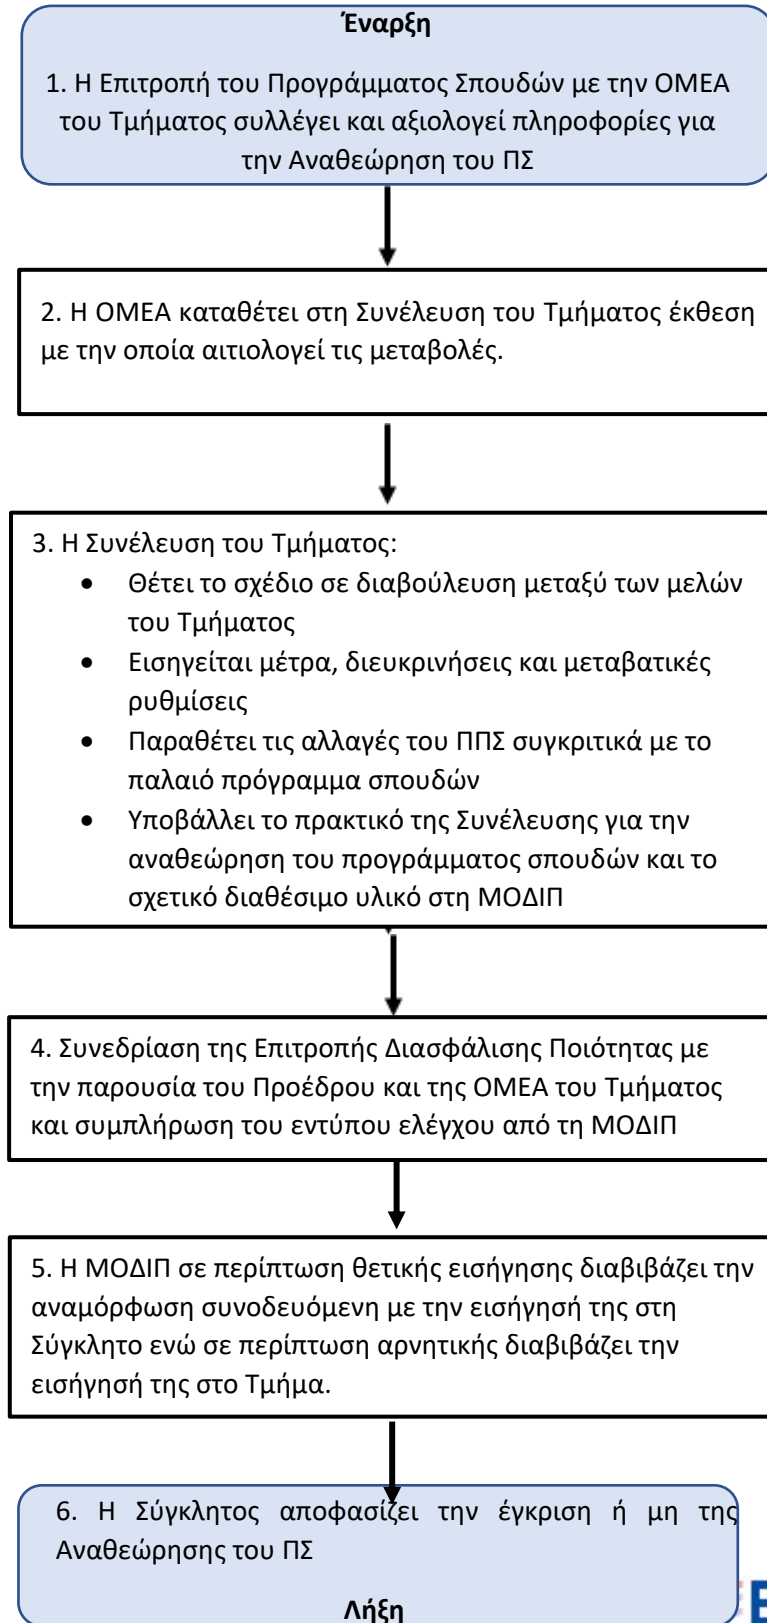 Έναρξη
1. Η Επιτροπή του Προγράμματος Σπουδών με την ΟΜΕΑ
του Τμήματος συλλέγει και αξιολογεί πληροφορίες για
την Αναθεώρηση του ΠΣ
2. Η ΟΜΕΑ καταθέτει στη Συνέλευση του Τμήματος έκθεση
με την οποία αιτιολογεί τις μεταβολές.
3. Η Συνέλευση του Τμήματος:
• Θέτει το σχέδιο σε διαβούλευση μεταξύ των μελών
του Τμήματος
• Εισηγείται μέτρα, διευκρινήσεις και μεταβατικές
ρυθμίσεις
• Παραθέτει τις αλλαγές του ΠΠΣ συγκριτικά με το
παλαιό πρόγραμμα σπουδών
• Υποβάλλει το πρακτικό της Συνέλευσης για την
αναθεώρηση του προγράμματος σπουδών και το
σχετικό διαθέσιμο υλικό στη ΜΟΔΙΠ
4. Συνεδρίαση της Επιτροπής Διασφάλισης Ποιότητας με
την παρουσία του Προέδρου και της ΟΜΕΑ του Τμήματος
και συμπλήρωση του εντύπου ελέγχου από τη ΜΟΔΙΠ
5. Η ΜΟΔΙΠ σε περίπτωση θετικής εισήγησης διαβιβάζει την
αναμόρφωση συνοδευόμενη με την εισήγησή της στη
Σύγκλητο ενώ σε περίπτωση αρνητικής διαβιβάζει την
εισήγησή της στο Τμήμα.
6. Η Σύγκλητος αποφασίζει την έγκριση ή μη της
Αναθεώρησης του ΠΣ
Λήξη